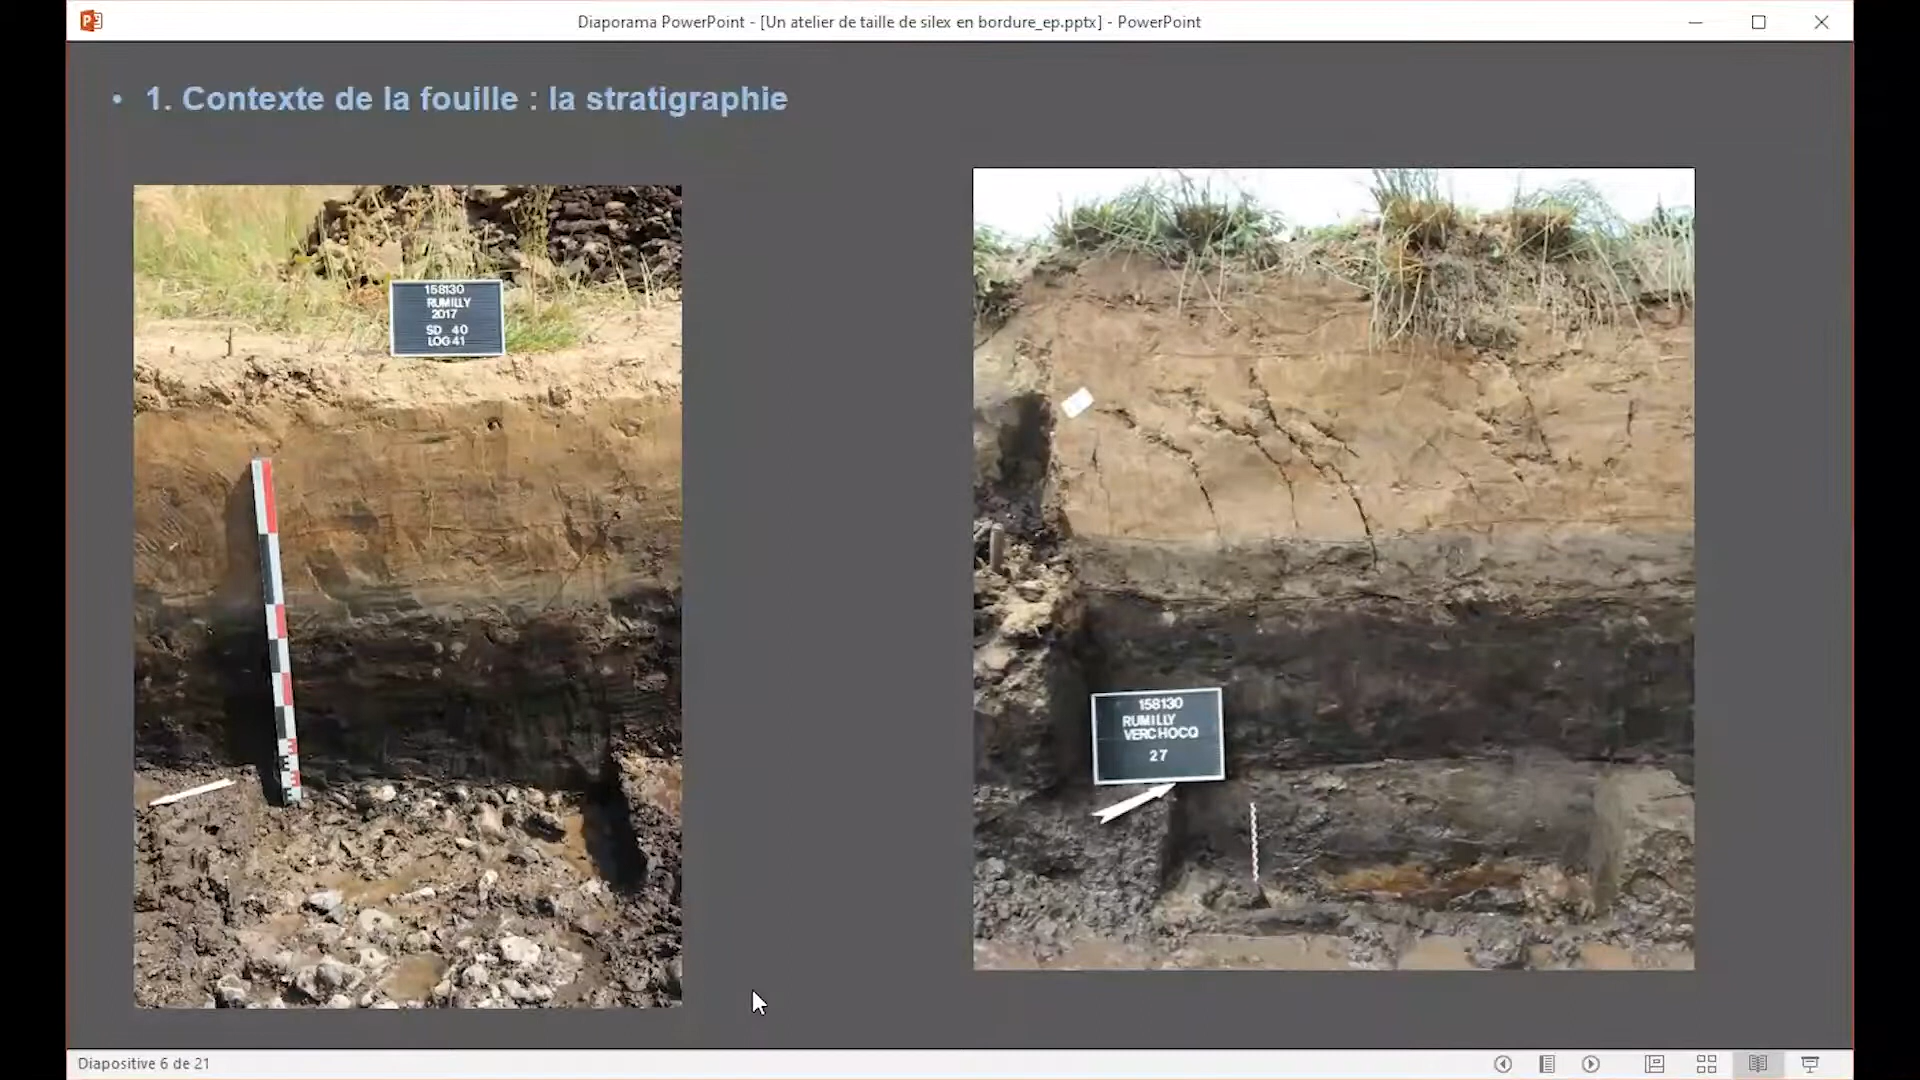 Diaporama PowerPoint - [Un atelier de taille de silex en bordure_ep.pptx] - PowerPoint
• 1. Contexte de la fouille : la stratigraphie
158130
RUMILLY
2017
SD 40
LOG 41
158130
RUMILLY
VERCHOCQ
27
Diapositive 6 de 21